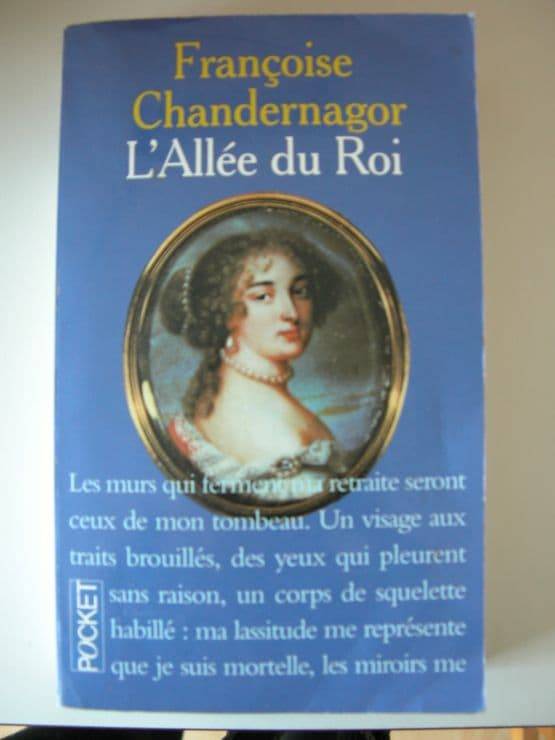 Françoise
Chandernagor
L'Allée du Roi
Les murs qui ferment ma retraite seront
ceux de mon tombeau. Un visage aux
traits brouillés, des yeux qui pleurent
sans raison, un corps de squelette
habillé : ma lassitude me représente
que je suis mortelle, les miroirs me
POCKET